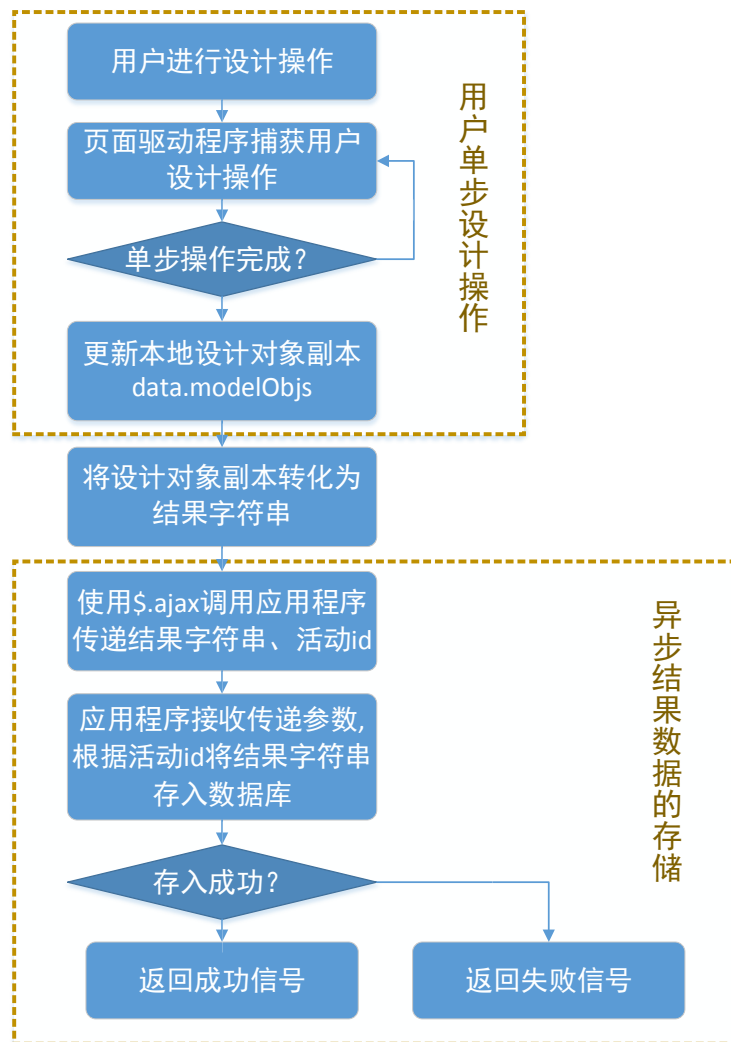 用户进行设计操作
页面驱动程序捕获用户
设计操作
单步操作完成？
更新本地设计对象副本
data.modelObjs
用户单步设计操作
将设计对象副本转化为
结果字符串
使用$.ajax调用应用程序
传递结果字符串、活动id
应用程序接收传递参数,
根据活动id将结果字符串
存入数据库
存入成功？
返回成功信号
返回失败信号
异步结果数据的存储